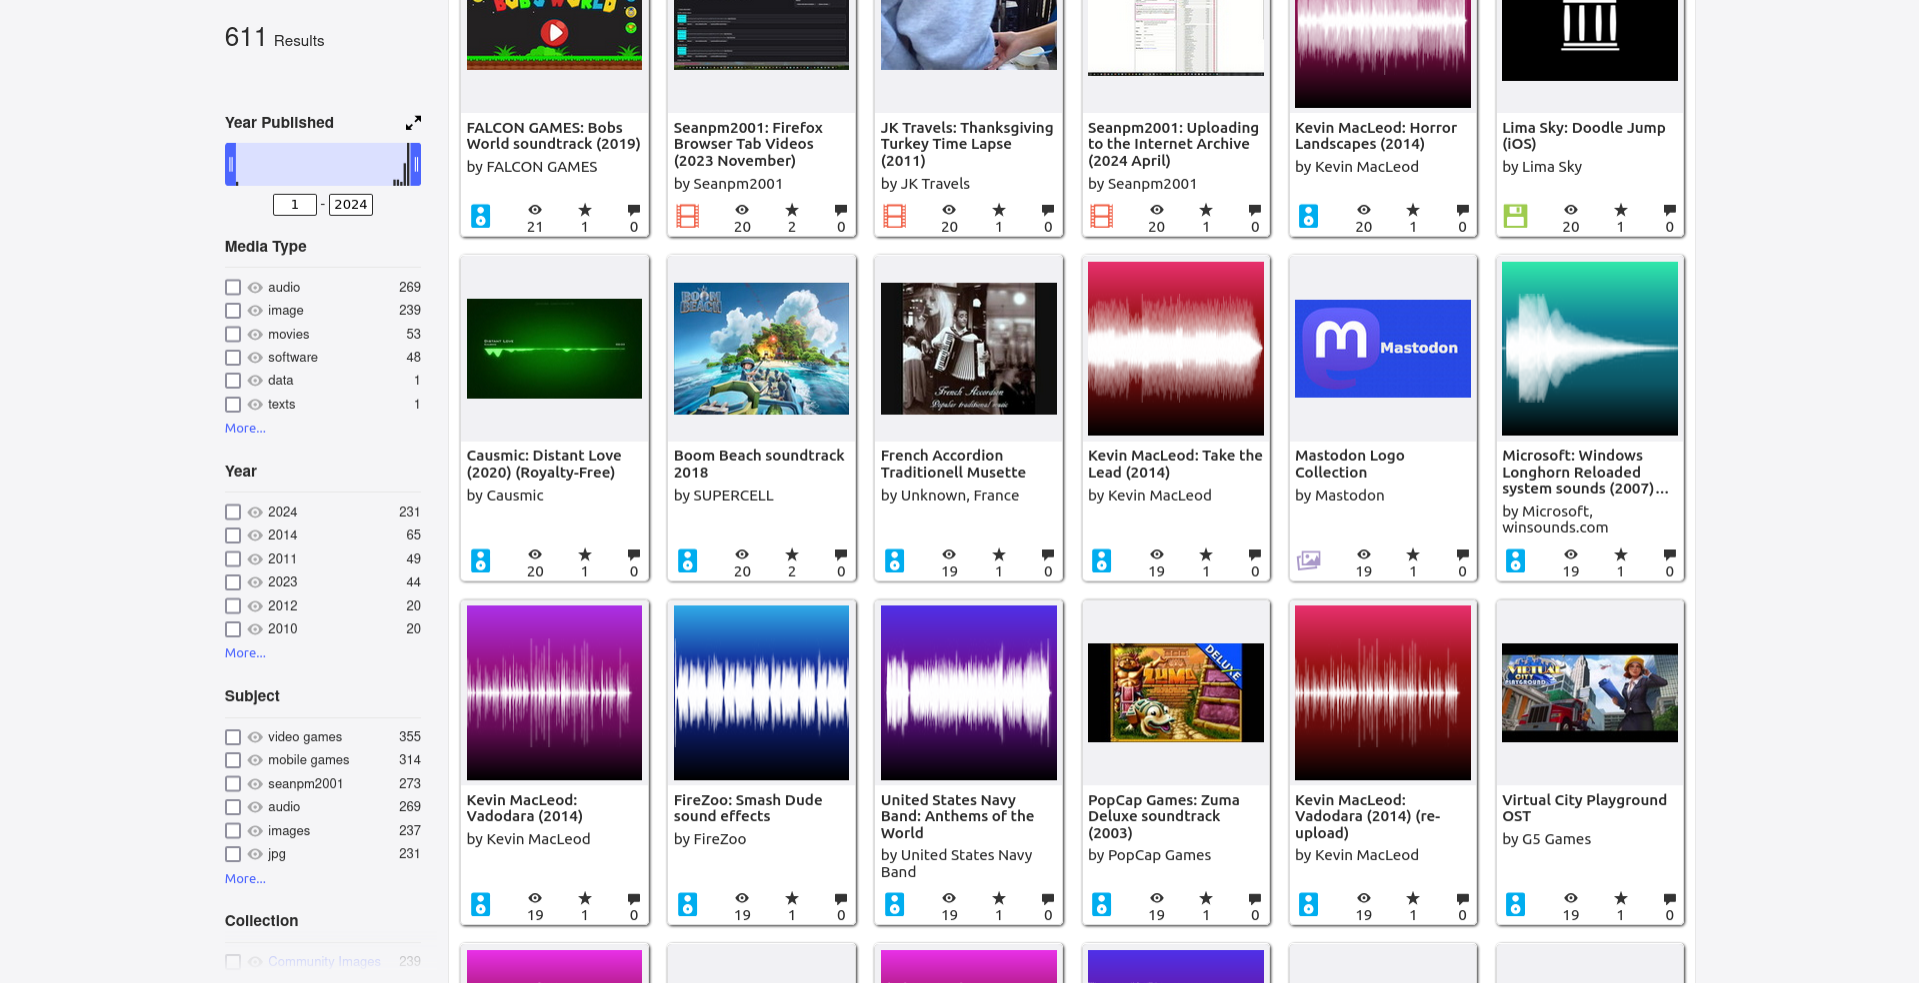 611 Results
Year Published
1 - 2024
Media Type
audio 269
image 239
movies 53
software 48
data 1
texts 1
More...
Year
2024 231
2014 65
2011 49
2023 44
2012 20
2010 20
More...
Subject
video games 355
mobile games 314
seanpm2001 273
audio 269
images 237
jpg 231
More...
Collection
Community Images 239
FALCON GAMES: Bobs
World soundtrack (2019)
by FALCON GAMES
21 1 0
Seanpm2001: Firefox
Browser Tab Videos
(2023 November)
by Seanpm2001
20 2 0
JK Travels: Thanksgiving
Turkey Time Lapse
(2011)
by JK Travels
20 1 0
Seanpm2001: Uploading
to the Internet Archive
(2024 April)
by Seanpm2001
20 1 0
Kevin MacLeod: Horror
Landscapes (2014)
by Kevin MacLeod
20 1 0
Lima Sky: Doodle Jump
(iOS)
by Lima Sky
20 1 0
DISTANT LOVE
Causmic: Distant Love
(2020) (Royalty-Free)
by Causmic
20 1 0
BOOM
BEACH
Boom Beach soundtrack
2018
by SUPERCELL
20 2 0
French Accordion
Popular traditional music
French Accordion
Traditionell Musette
by Unknown, France
19 1 0
Kevin MacLeod: Take the
Lead (2014)
by Kevin MacLeod
19 1 0
Mastodon
Mastodon Logo
Collection
by Mastodon
19 1 0
Microsoft: Windows
Longhorn Reloaded
system sounds (2007)...
by Microsoft,
winsounds.com
19 1 0
Kevin MacLeod:
Vadodara (2014)
by Kevin MacLeod
19 1 0
FireZoo: Smash Dude
sound effects
by FireZoo
19 1 0
United States Navy
Band: Anthems of the
World
by United States Navy
Band
19 1 0
DELUXE
ZUMA
PopCap Games: Zuma
Deluxe soundtrack
(2003)
by PopCap Games
19 1 0
Kevin MacLeod:
Vadodara (2014) (re-
upload)
by Kevin MacLeod
19 1 0
VIRTUAL
CITY
PLAYGROUND
Virtual City Playground
OST
by G5 Games
19 1 0